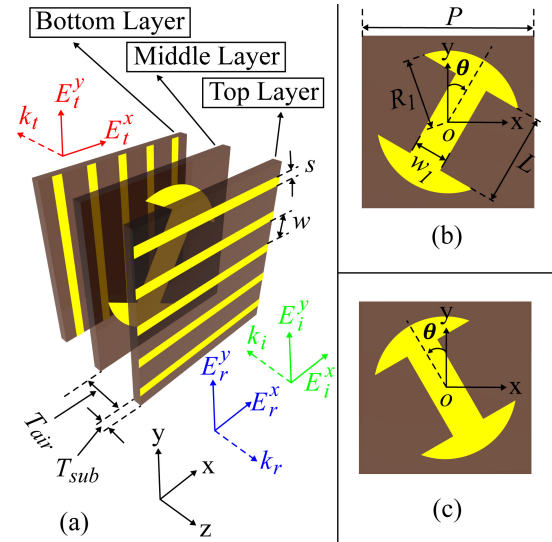 Bottom Layer
Middle Layer
Top Layer
E_t^y
k_t
E_t^x
s
w
E_i^y
k_i
E_i^x
E_r^y
E_r^x
k_r
T_air
T_sub
y
x
z
(a)
P
y
θ
R_1
o
x
w_1
L
(b)
y
θ
o
x
(c)